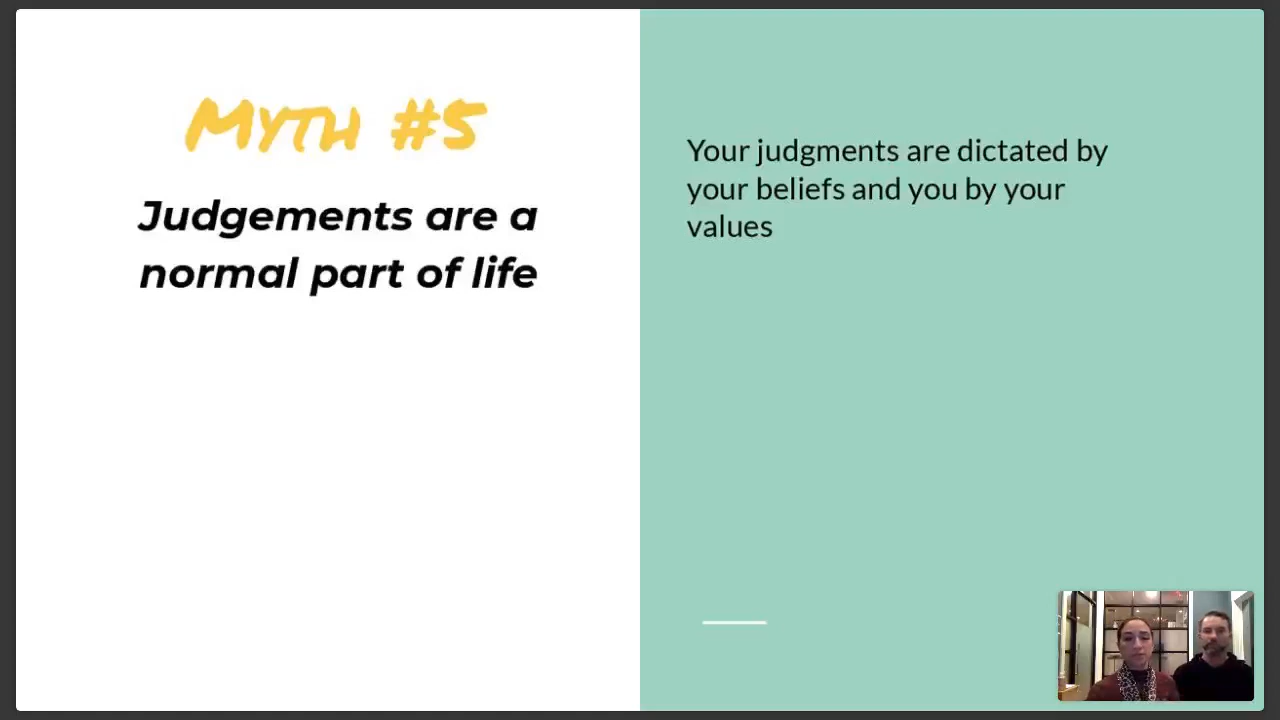 Myth #5
Judgements are a
normal part of life
Your judgments are dictated by
your beliefs and you by your
values